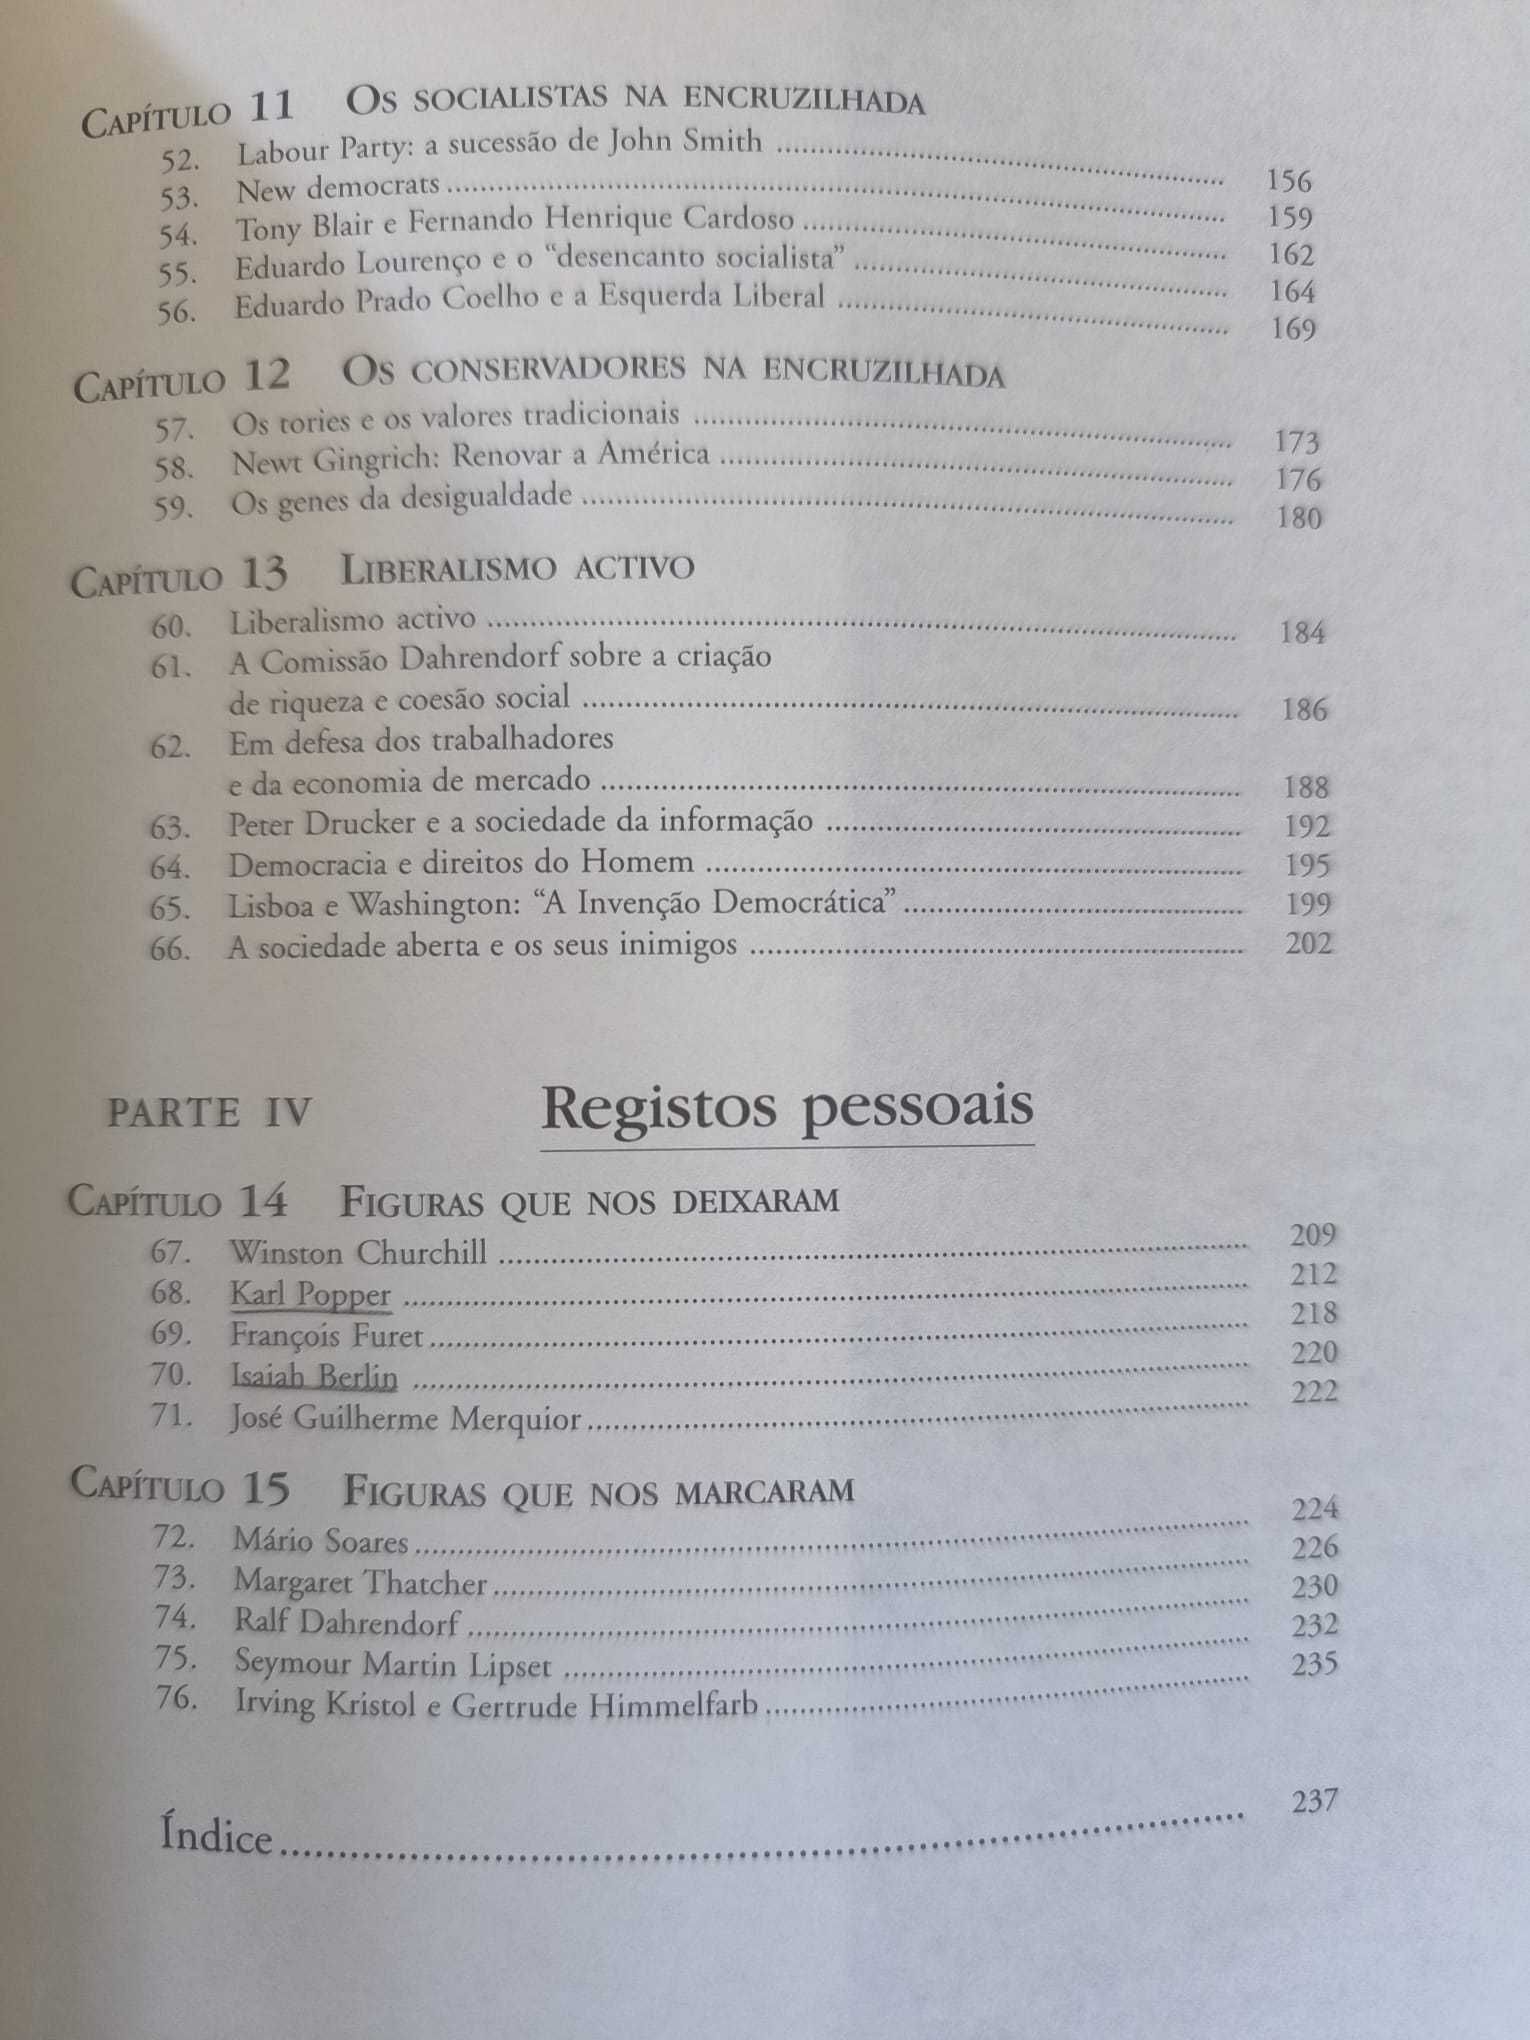 CAPÍTULO 11 OS SOCIALISTAS NA ENCRUZILHADA
52. Labour Party: a sucessão de John Smith ........ 156
53. New democrats ........ 159
54. Tony Blair e Fernando Henrique Cardoso ........ 162
55. Eduardo Lourenço e o “desencanto socialista” ........ 164
56. Eduardo Prado Coelho e a Esquerda Liberal ........ 169
CAPÍTULO 12 OS CONSERVADORES NA ENCRUZILHADA
57. Os tories e os valores tradicionais ........ 173
58. Newt Gingrich: Renovar a América ........ 176
59. Os genes da desigualdade ........ 180
CAPÍTULO 13 LIBERALISMO ACTIVO
60. Liberalismo activo ........ 184
61. A Comissão Dahrendorf sobre a criação
de riqueza e coesão social ........ 186
62. Em defesa dos trabalhadores
e da economia de mercado ........ 188
63. Peter Drucker e a sociedade da informação ........ 192
64. Democracia e direitos do Homem ........ 195
65. Lisboa e Washington: “A Invenção Democrática” ........ 199
66. A sociedade aberta e os seus inimigos ........ 202
PARTE IV Registos pessoais
CAPÍTULO 14 FIGURAS QUE NOS DEIXARAM
67. Winston Churchill ........ 209
68. Karl Popper ........ 212
69. François Furet ........ 218
70. Isaiah Berlin ........ 220
71. José Guilherme Merquior ........ 222
CAPÍTULO 15 FIGURAS QUE NOS MARCARAM
72. Mário Soares ........ 224
73. Margaret Thatcher ........ 226
74. Ralf Dahrendorf ........ 230
75. Seymour Martin Lipset ........ 232
76. Irving Kristol e Gertrude Himmelfarb ........ 235
Índice ........ 237